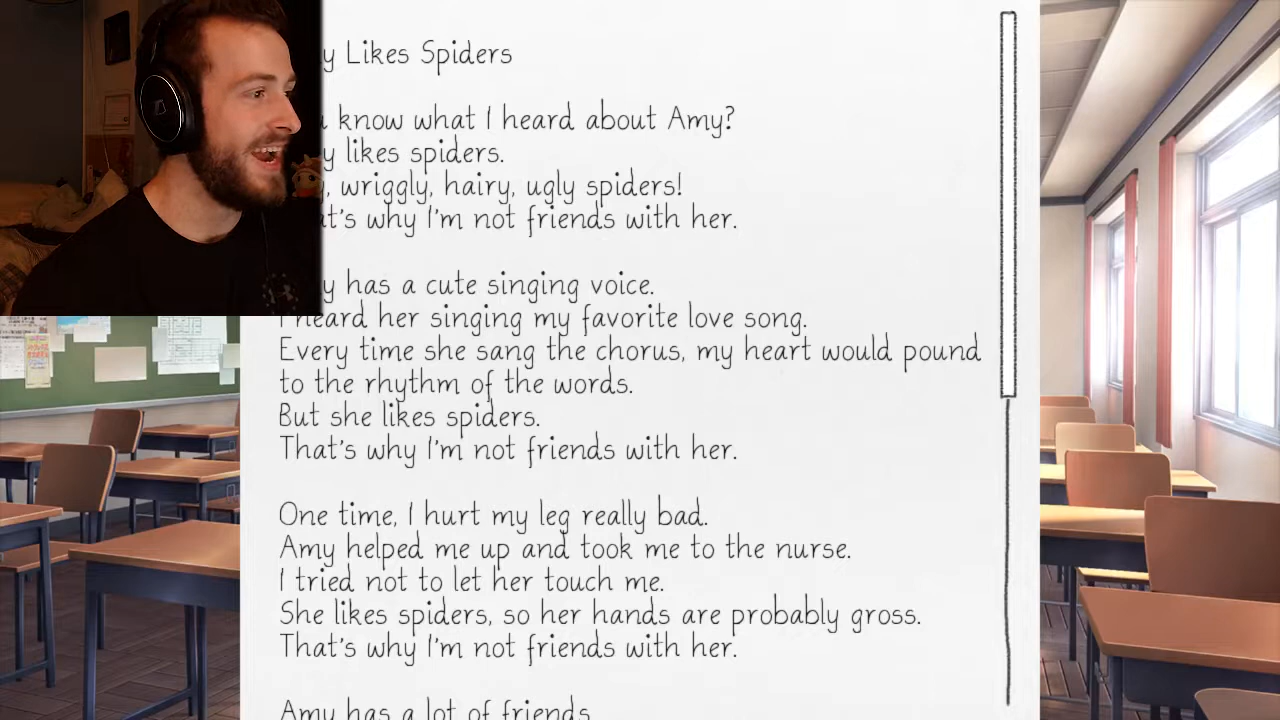 y Likes Spiders
know what I heard about Amy?
y likes spiders.
, wriggly, hairy, ugly spiders!
t's why I'm not friends with her.
y has a cute singing voice.
I heard her singing my favorite love song.
Every time she sang the chorus, my heart would pound
to the rhythm of the words.
But she likes spiders.
That's why I'm not friends with her.
One time, I hurt my leg really bad.
Amy helped me up and took me to the nurse.
I tried not to let her touch me.
She likes spiders, so her hands are probably gross.
That's why I'm not friends with her.
Amy has a lot of friends